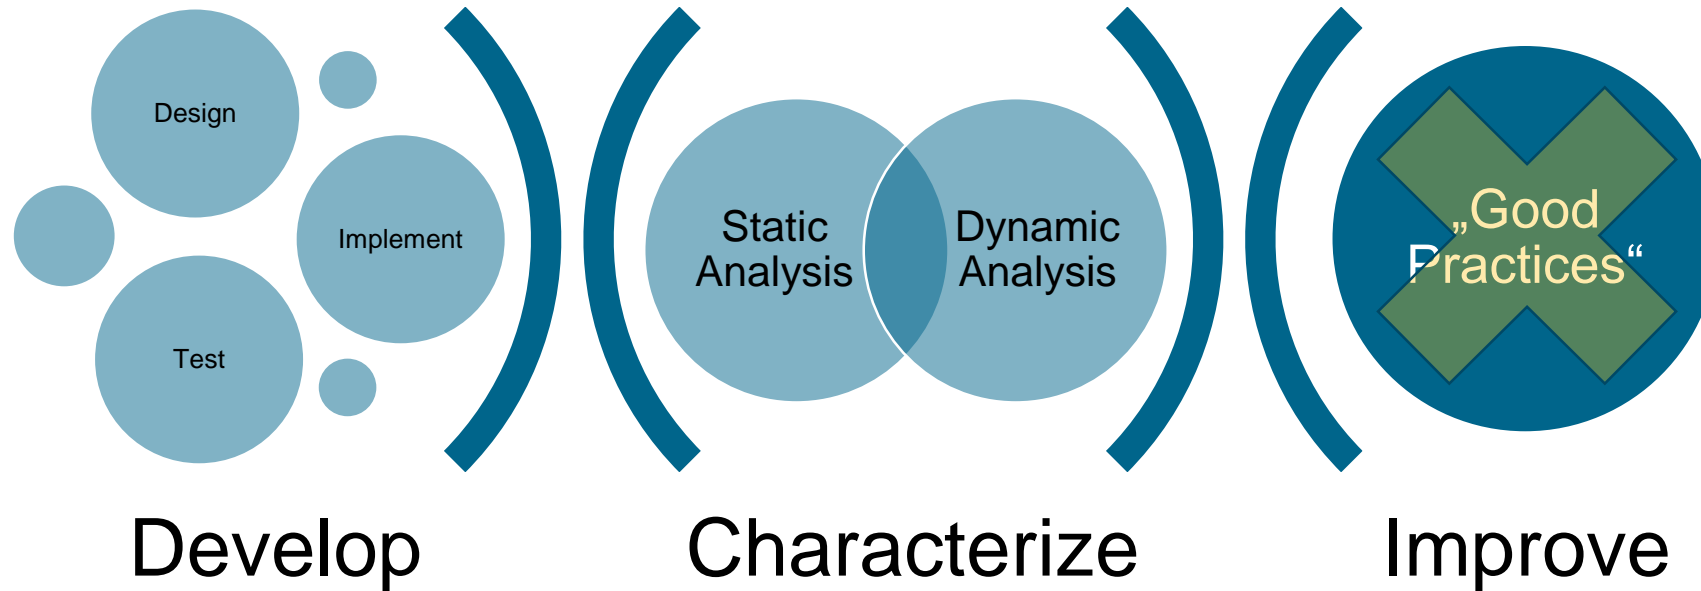 Design
Implement
Test
Static
Analysis
Dynamic
Analysis
„Good
Practices“
Develop
Characterize
Improve